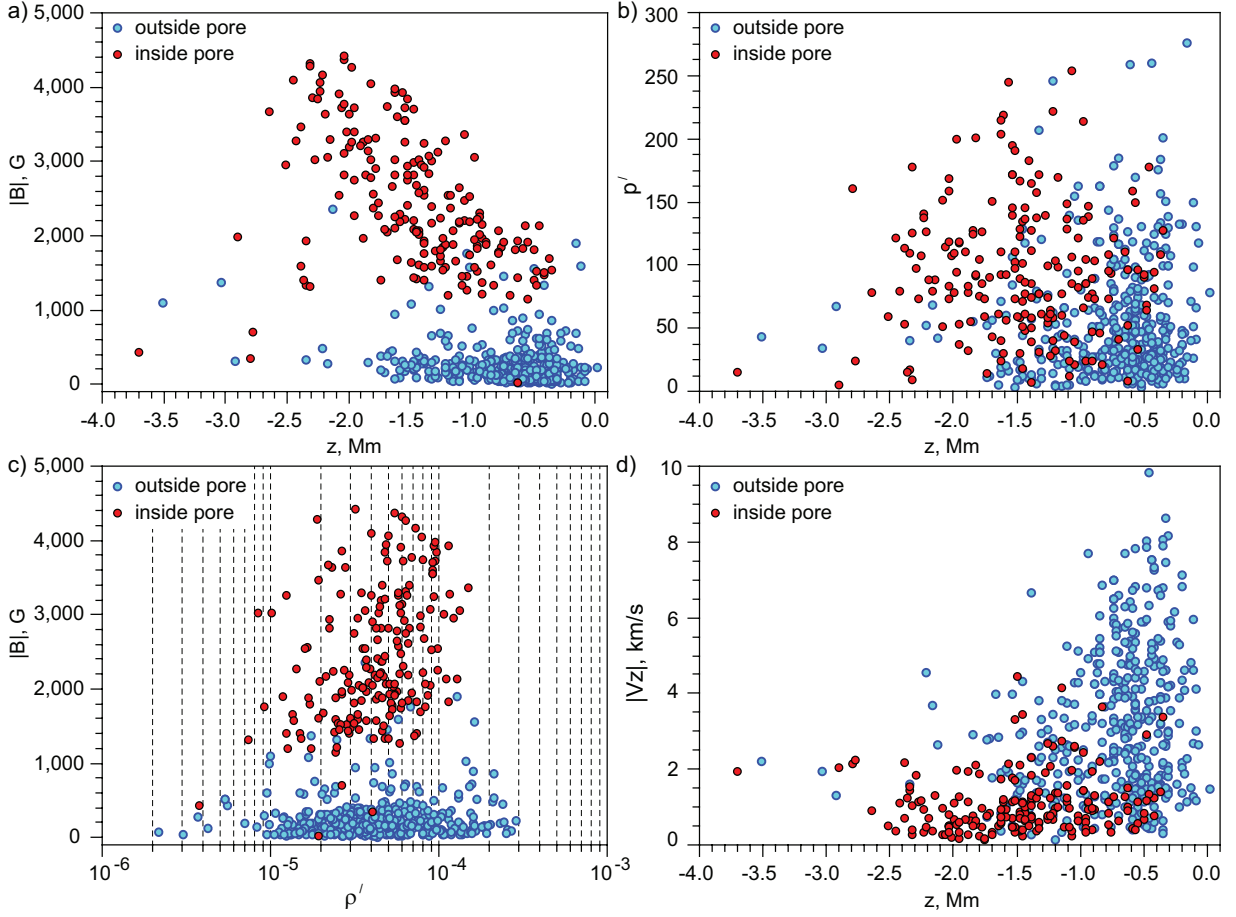 a)
outside pore
inside pore
|B|, G
5,000
4,000
3,000
2,000
1,000
0
-4.0 -3.5 -3.0 -2.5 -2.0 -1.5 -1.0 -0.5 0.0
z, Mm
b)
outside pore
inside pore
p′
300
250
200
150
100
50
0
-4.0 -3.5 -3.0 -2.5 -2.0 -1.5 -1.0 -0.5 0.0
z, Mm
c)
outside pore
inside pore
|B|, G
5,000
4,000
3,000
2,000
1,000
0
10⁻⁶ 10⁻⁵ 10⁻⁴ 10⁻³
ρ′
d)
outside pore
inside pore
|Vz|, km/s
10
8
6
4
2
0
-4.0 -3.5 -3.0 -2.5 -2.0 -1.5 -1.0 -0.5 0.0
z, Mm